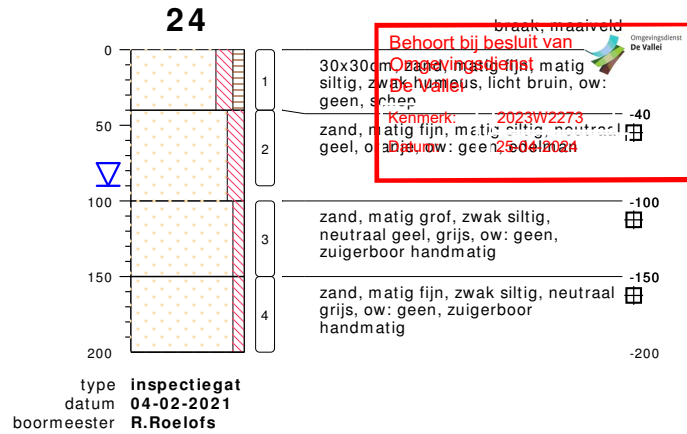 24
braak, maaiveld
Behoort bij besluit van
Omgevingsdienst
De Vallei
Kenmerk: 2023W2273
Datum: 25-04-2024
Omgevingsdienst
De Vallei
0
50
100
150
200
1
2
3
4
30x30cm, zand, matig fijn, matig
siltig, zwak humeus, licht bruin, ow:
geen, schep
-40
zand, matig fijn, matig siltig, neutraal
geel, oranje, ow: geen, edelman
-100
zand, matig grof, zwak siltig,
neutraal geel, grijs, ow: geen,
zuigerboor handmatig
-150
zand, matig fijn, zwak siltig, neutraal
grijs, ow: geen, zuigerboor
handmatig
-200
type inspectiegat
datum 04-02-2021
boormeester R.Roelofs